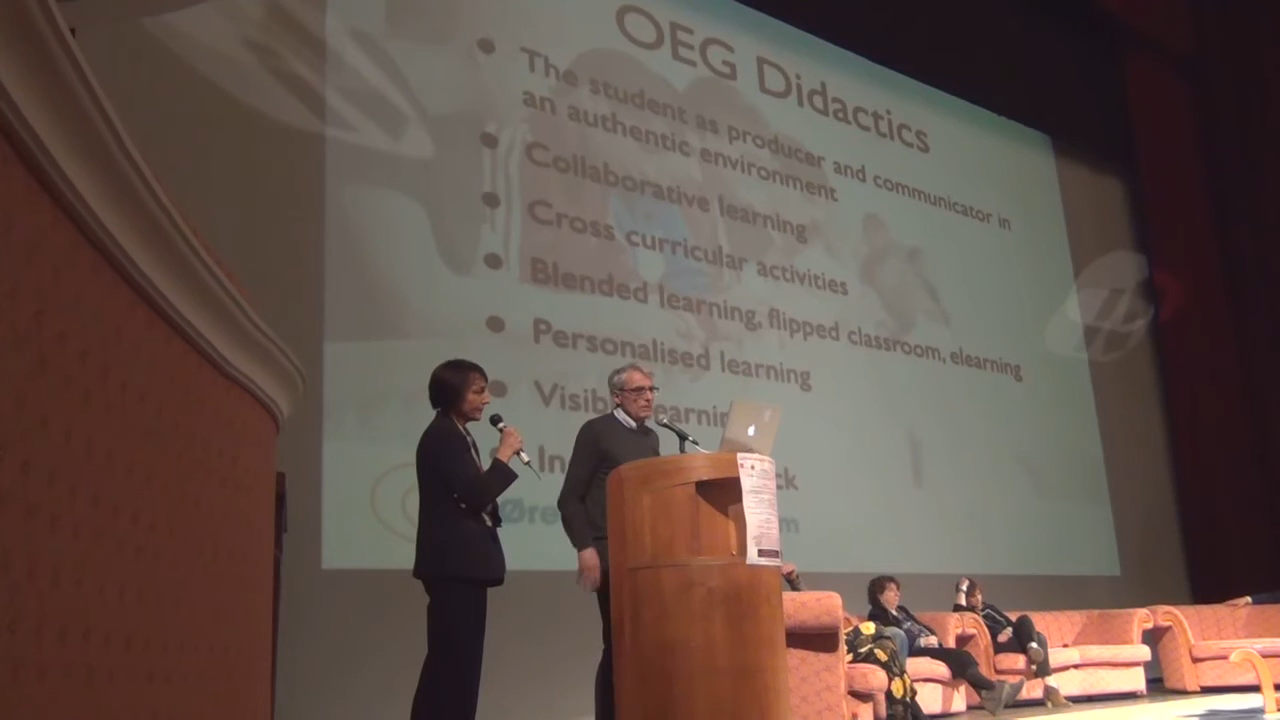 OEG Didactics
The student as producer and communicator in
an authentic environment
Collaborative learning
Cross curricular activities
Blended learning, flipped classroom, elearning
Personalised learning